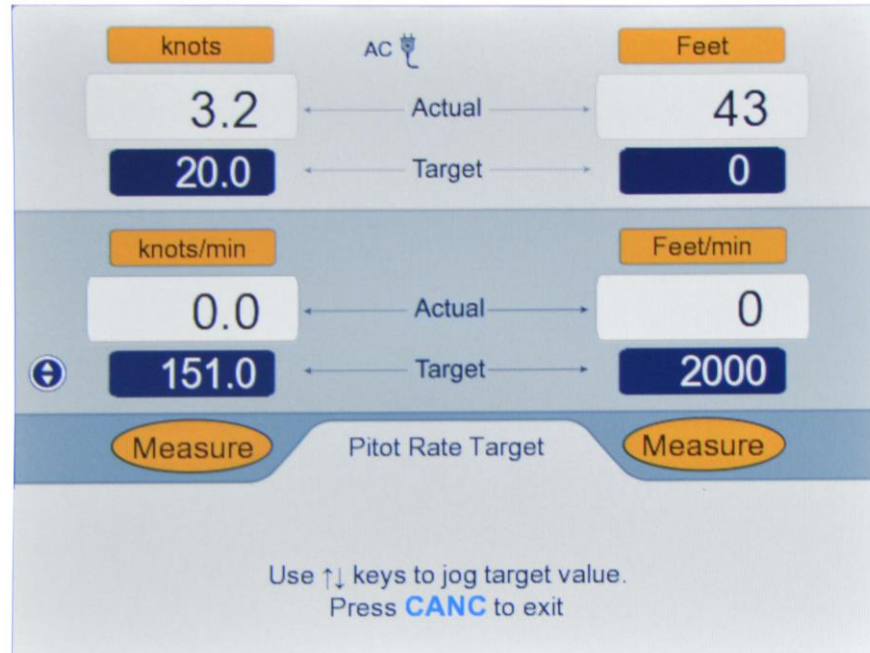 knots AC Feet
3.2 Actual 43
20.0 Target 0
knots/min Feet/min
0.0 Actual 0
151.0 Target 2000
Measure Pitot Rate Target Measure
Use ↑↓ keys to jog target value.
Press CANC to exit